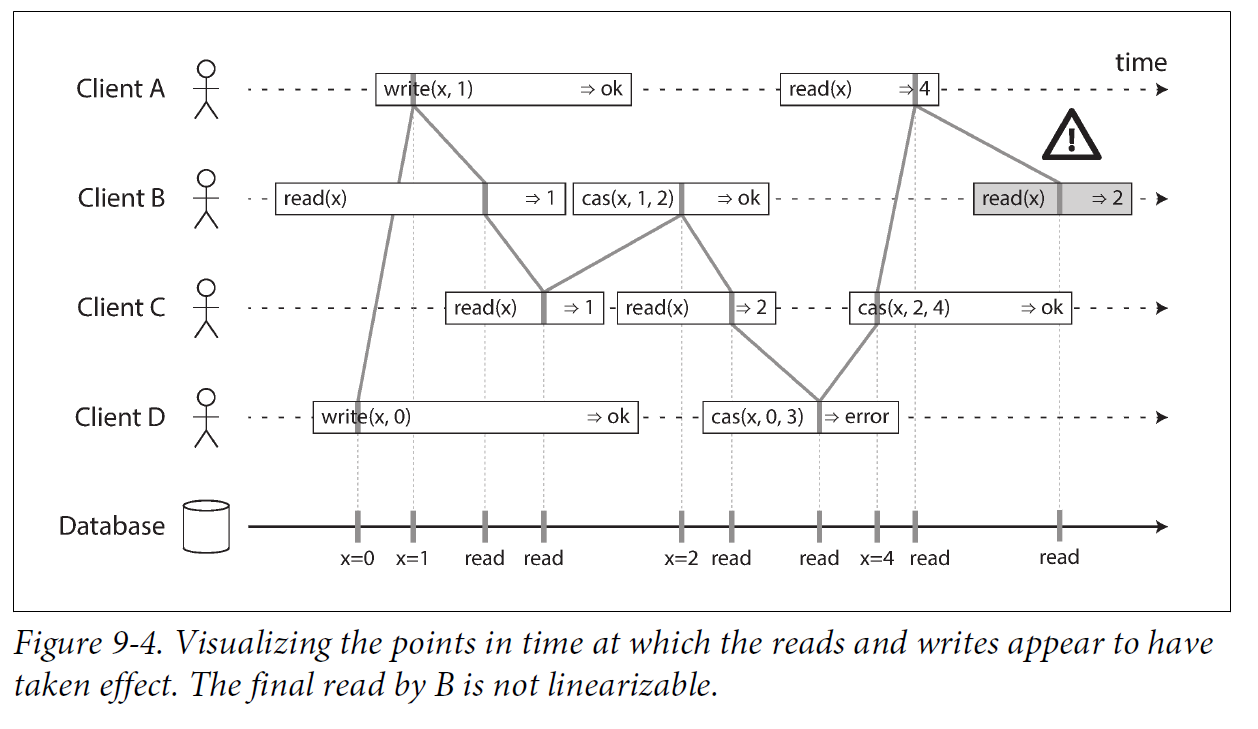 time
Client A
write(x, 1) ⇒ ok
read(x) ⇒ 4
!
Client B
read(x) ⇒ 1
cas(x, 1, 2) ⇒ ok
read(x) ⇒ 2
Client C
read(x) ⇒ 1
read(x) ⇒ 2
cas(x, 2, 4) ⇒ ok
Client D
write(x, 0) ⇒ ok
cas(x, 0, 3) ⇒ error
Database
x=0 x=1 read read x=2 read read x=4 read read
Figure 9-4. Visualizing the points in time at which the reads and writes appear to have
taken effect. The final read by B is not linearizable.